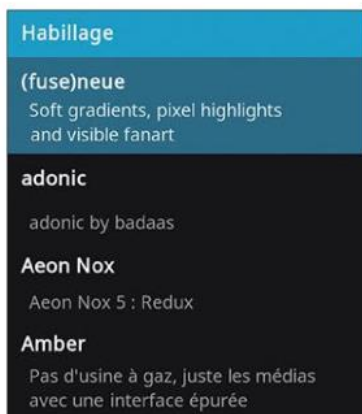 Habillage
(fuse)neue
Soft gradients, pixel highlights
and visible fanart
adonic
adonic by badaas
Aeon Nox
Aeon Nox 5 : Redux
Amber
Pas d'usine à gaz, juste les médias
avec une interface épurée